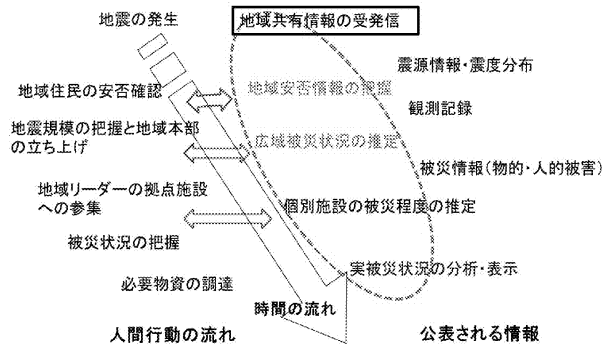 地震の発生
地域共有情報の受発信
震源情報・震度分布
地域住民の安否確認
地域安否情報の把握
観測記録
地震規模の把握と地域本部
の立ち上げ
広域被災状況の推定
被災情報(物的・人的被害)
地域リーダーの拠点施設
への参集
個別施設の被災程度の推定
被災状況の把握
実被災状況の分析・表示
必要物資の調達
時間の流れ
人間行動の流れ
公表される情報